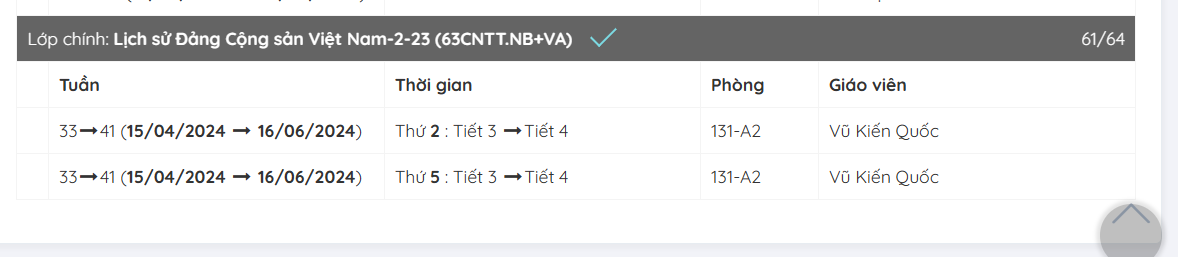 Lớp chính: Lịch sử Đảng Cộng sản Việt Nam-2-23 (63CNTT.NB+VA) 61/64
Tuần Thời gian Phòng Giáo viên
33➞41 (15/04/2024 ➞ 16/06/2024) Thứ 2 : Tiết 3 ➞Tiết 4 131-A2 Vũ Kiến Quốc
33➞41 (15/04/2024 ➞ 16/06/2024) Thứ 5 : Tiết 3 ➞Tiết 4 131-A2 Vũ Kiến Quốc